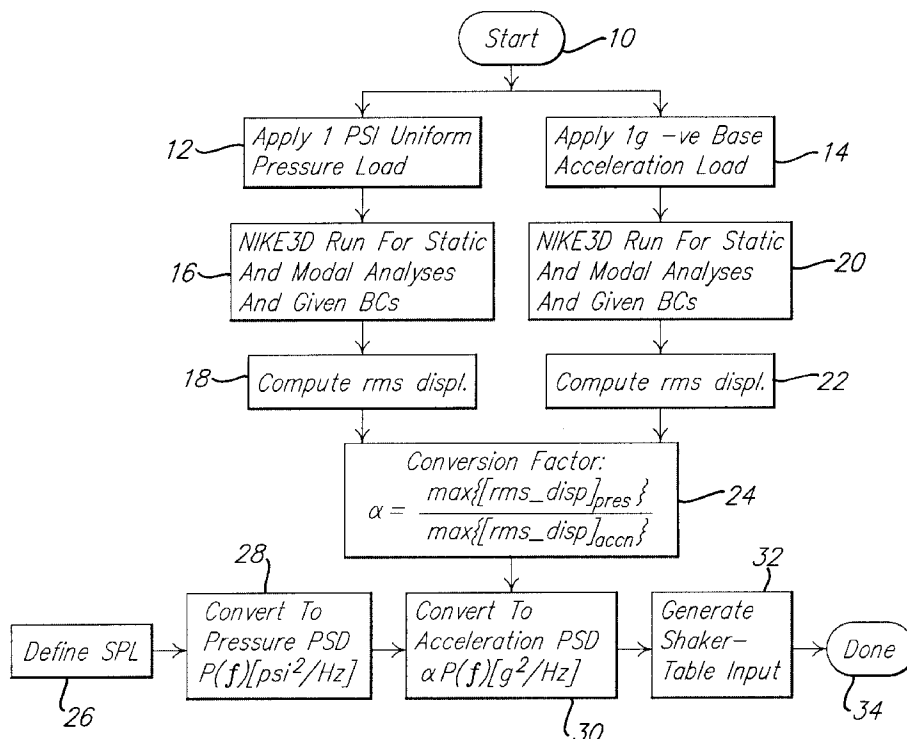 Start
10
12
Apply 1 PSI Uniform
Pressure Load
Apply 1g -ve Base
Acceleration Load
14
16
NIKE3D Run For Static
And Modal Analyses
And Given BCs
NIKE3D Run For Static
And Modal Analyses
And Given BCs
20
18
Compute rms displ.
Compute rms displ.
22
Conversion Factor:
α = max{[rms_disp]pres}
max{[rms_disp]accn}
24
28
32
Define SPL
26
Convert To
Pressure PSD
P(f)[psi²/Hz]
Convert To
Acceleration PSD
αP(f)[g²/Hz]
30
Generate
Shaker-
Table Input
Done
34